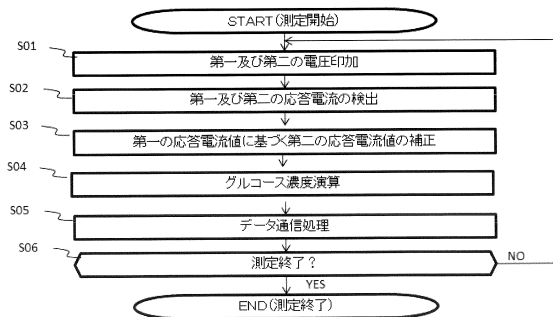 START(測定開始)
S01
第一及び第二の電圧印加
S02
第一及び第二の応答電流の検出
S03
第一の応答電流値に基づく第二の応答電流値の補正
S04
グルコース濃度演算
S05
データ通信処理
S06
測定終了?
NO
YES
END(測定終了)